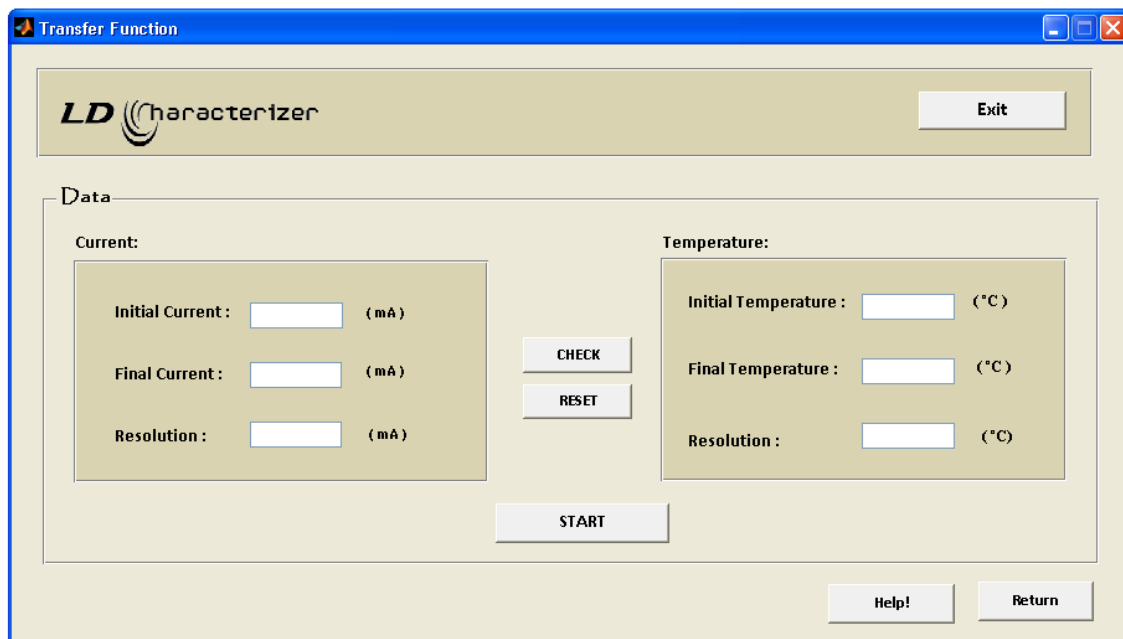 Transfer Function
LD Characterizer
Exit
Data
Current:
Initial Current : (mA)
Final Current : (mA)
Resolution : (mA)
CHECK
RESET
Temperature:
Initial Temperature : (°C)
Final Temperature : (°C)
Resolution : (°C)
START
Help!
Return